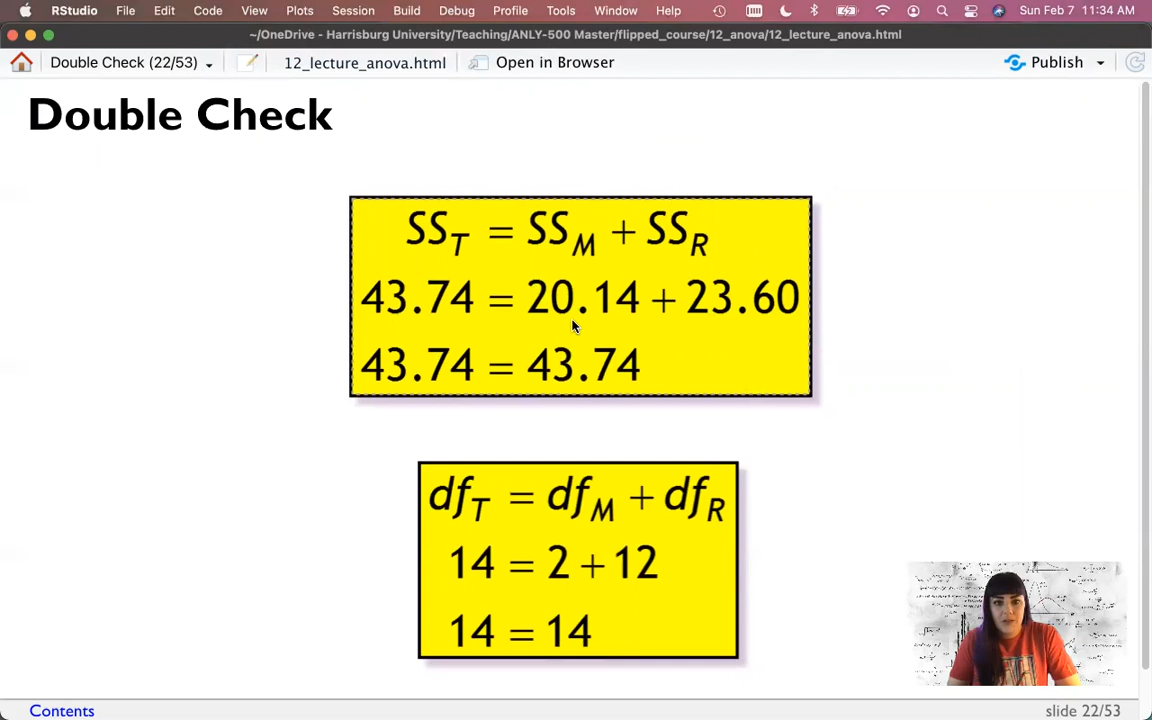 RStudio File Edit Code View Plots Session Build Debug Profile Tools Window Help Sun Feb 7 11:34 AM
~/OneDrive - Harrisburg University/Teaching/ANLY-500 Master/flipped_course/12_anova/12_lecture_anova.html
Double Check (22/53) 12_lecture_anova.html Open in Browser Publish
Double Check
SS_T = SS_M + SS_R
43.74 = 20.14 + 23.60
43.74 = 43.74
df_T = df_M + df_R
14 = 2 + 12
14 = 14
Contents slide 22/53